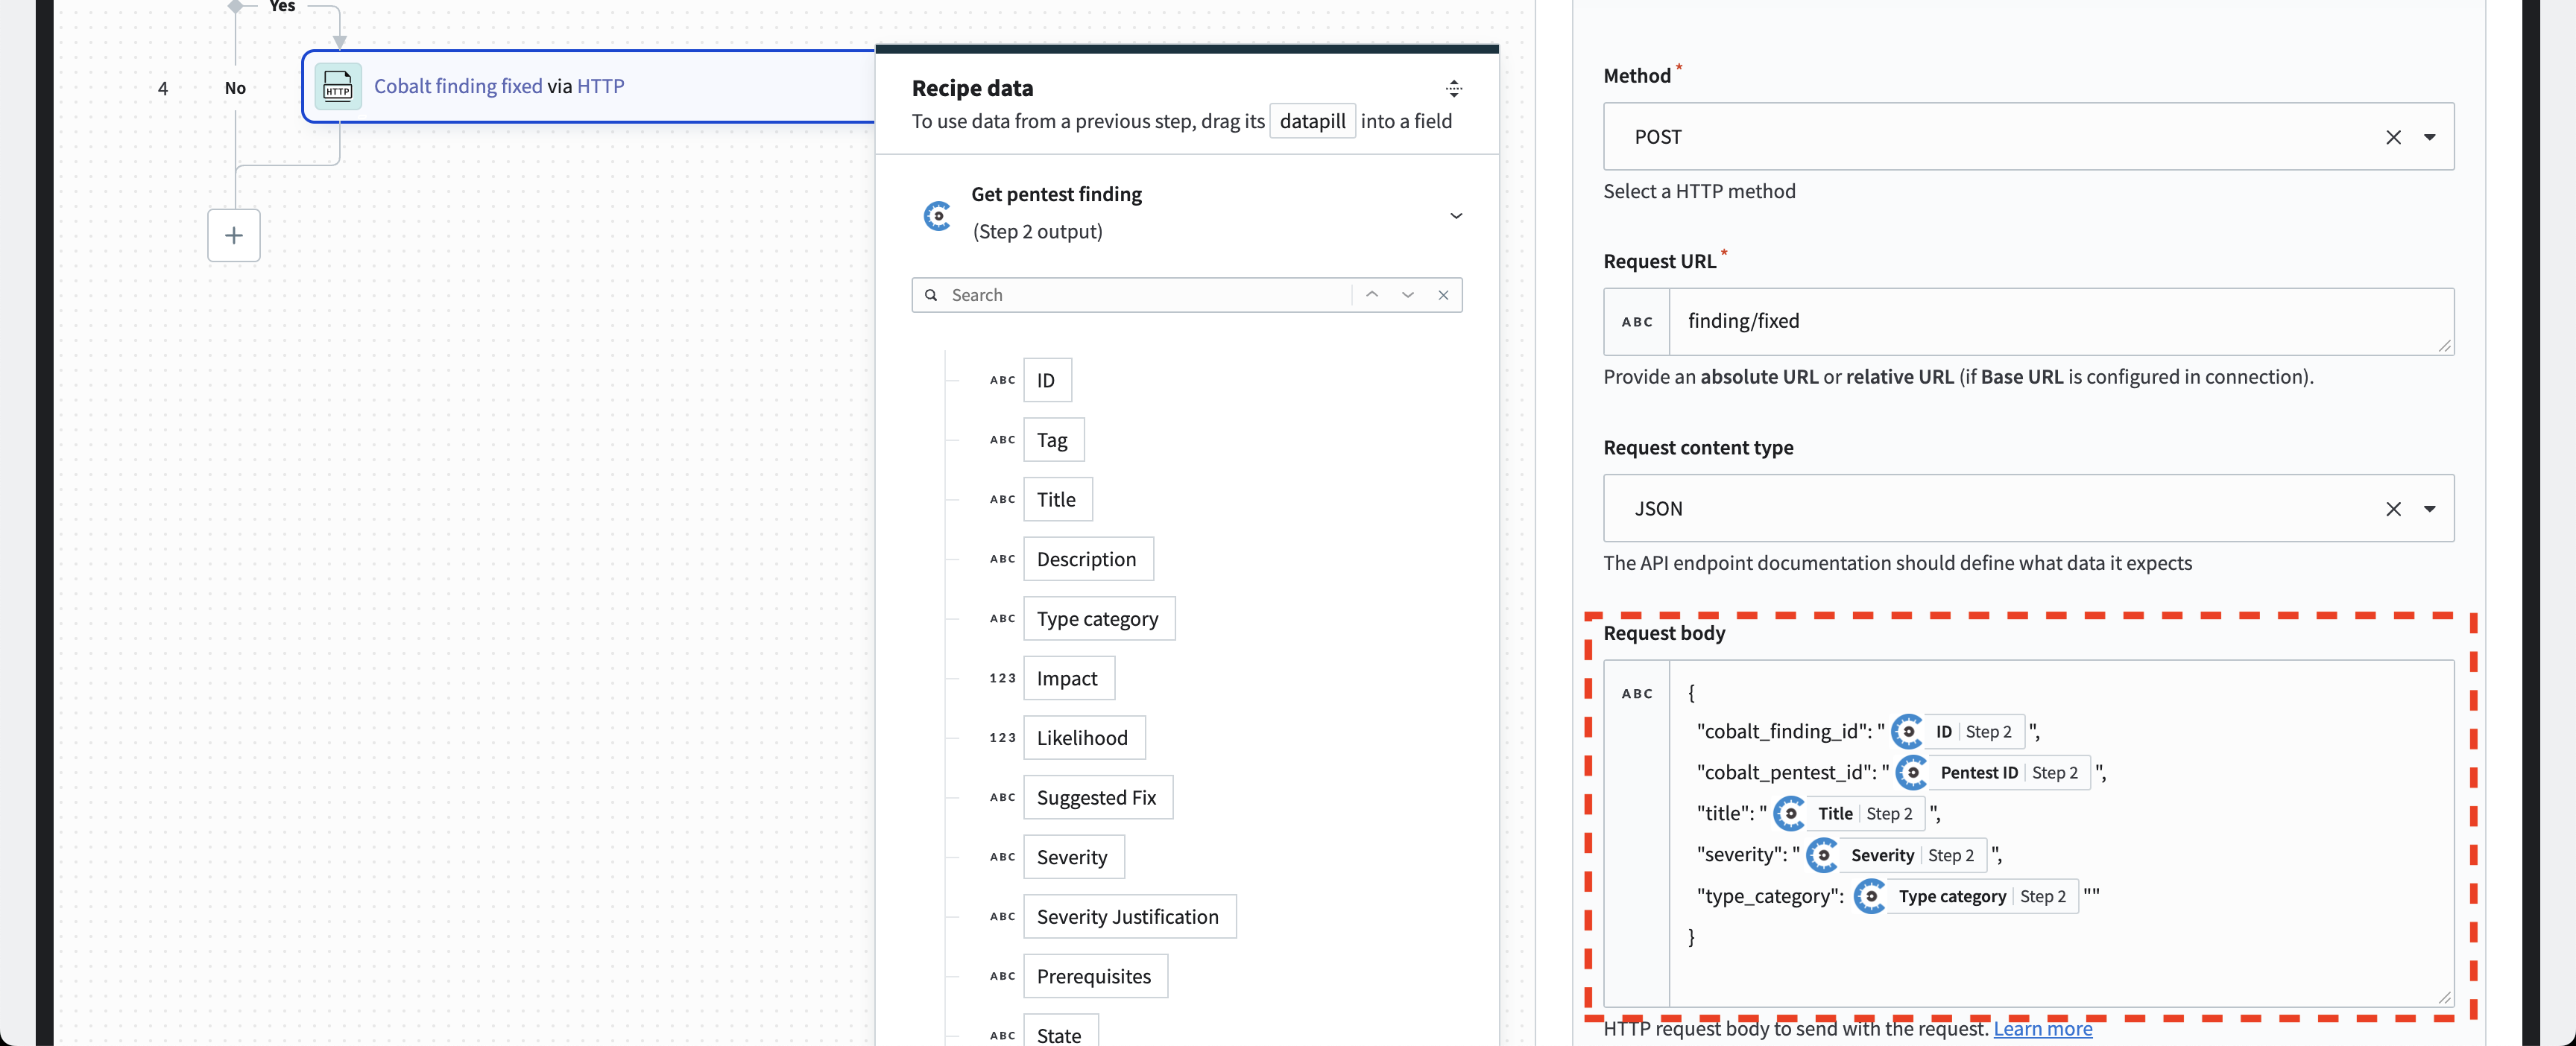 Yes
4
No
HTTP
Cobalt finding fixed via HTTP
Recipe data
To use data from a previous step, drag its datapill into a field
Get pentest finding
(Step 2 output)
Search
ABC ID
ABC Tag
ABC Title
ABC Description
ABC Type category
123 Impact
123 Likelihood
ABC Suggested Fix
ABC Severity
ABC Severity Justification
ABC Prerequisites
ABC State
Method *
POST
Select a HTTP method
Request URL *
ABC finding/fixed
Provide an absolute URL or relative URL (if Base URL is configured in connection).
Request content type
JSON
The API endpoint documentation should define what data it expects
Request body
ABC {
"cobalt_finding_id": " ID Step 2 ",
"cobalt_pentest_id": " Pentest ID Step 2 ",
"title": " Title Step 2 ",
"severity": " Severity Step 2 ",
"type_category": Type category Step 2 ""
}
HTTP request body to send with the request. Learn more